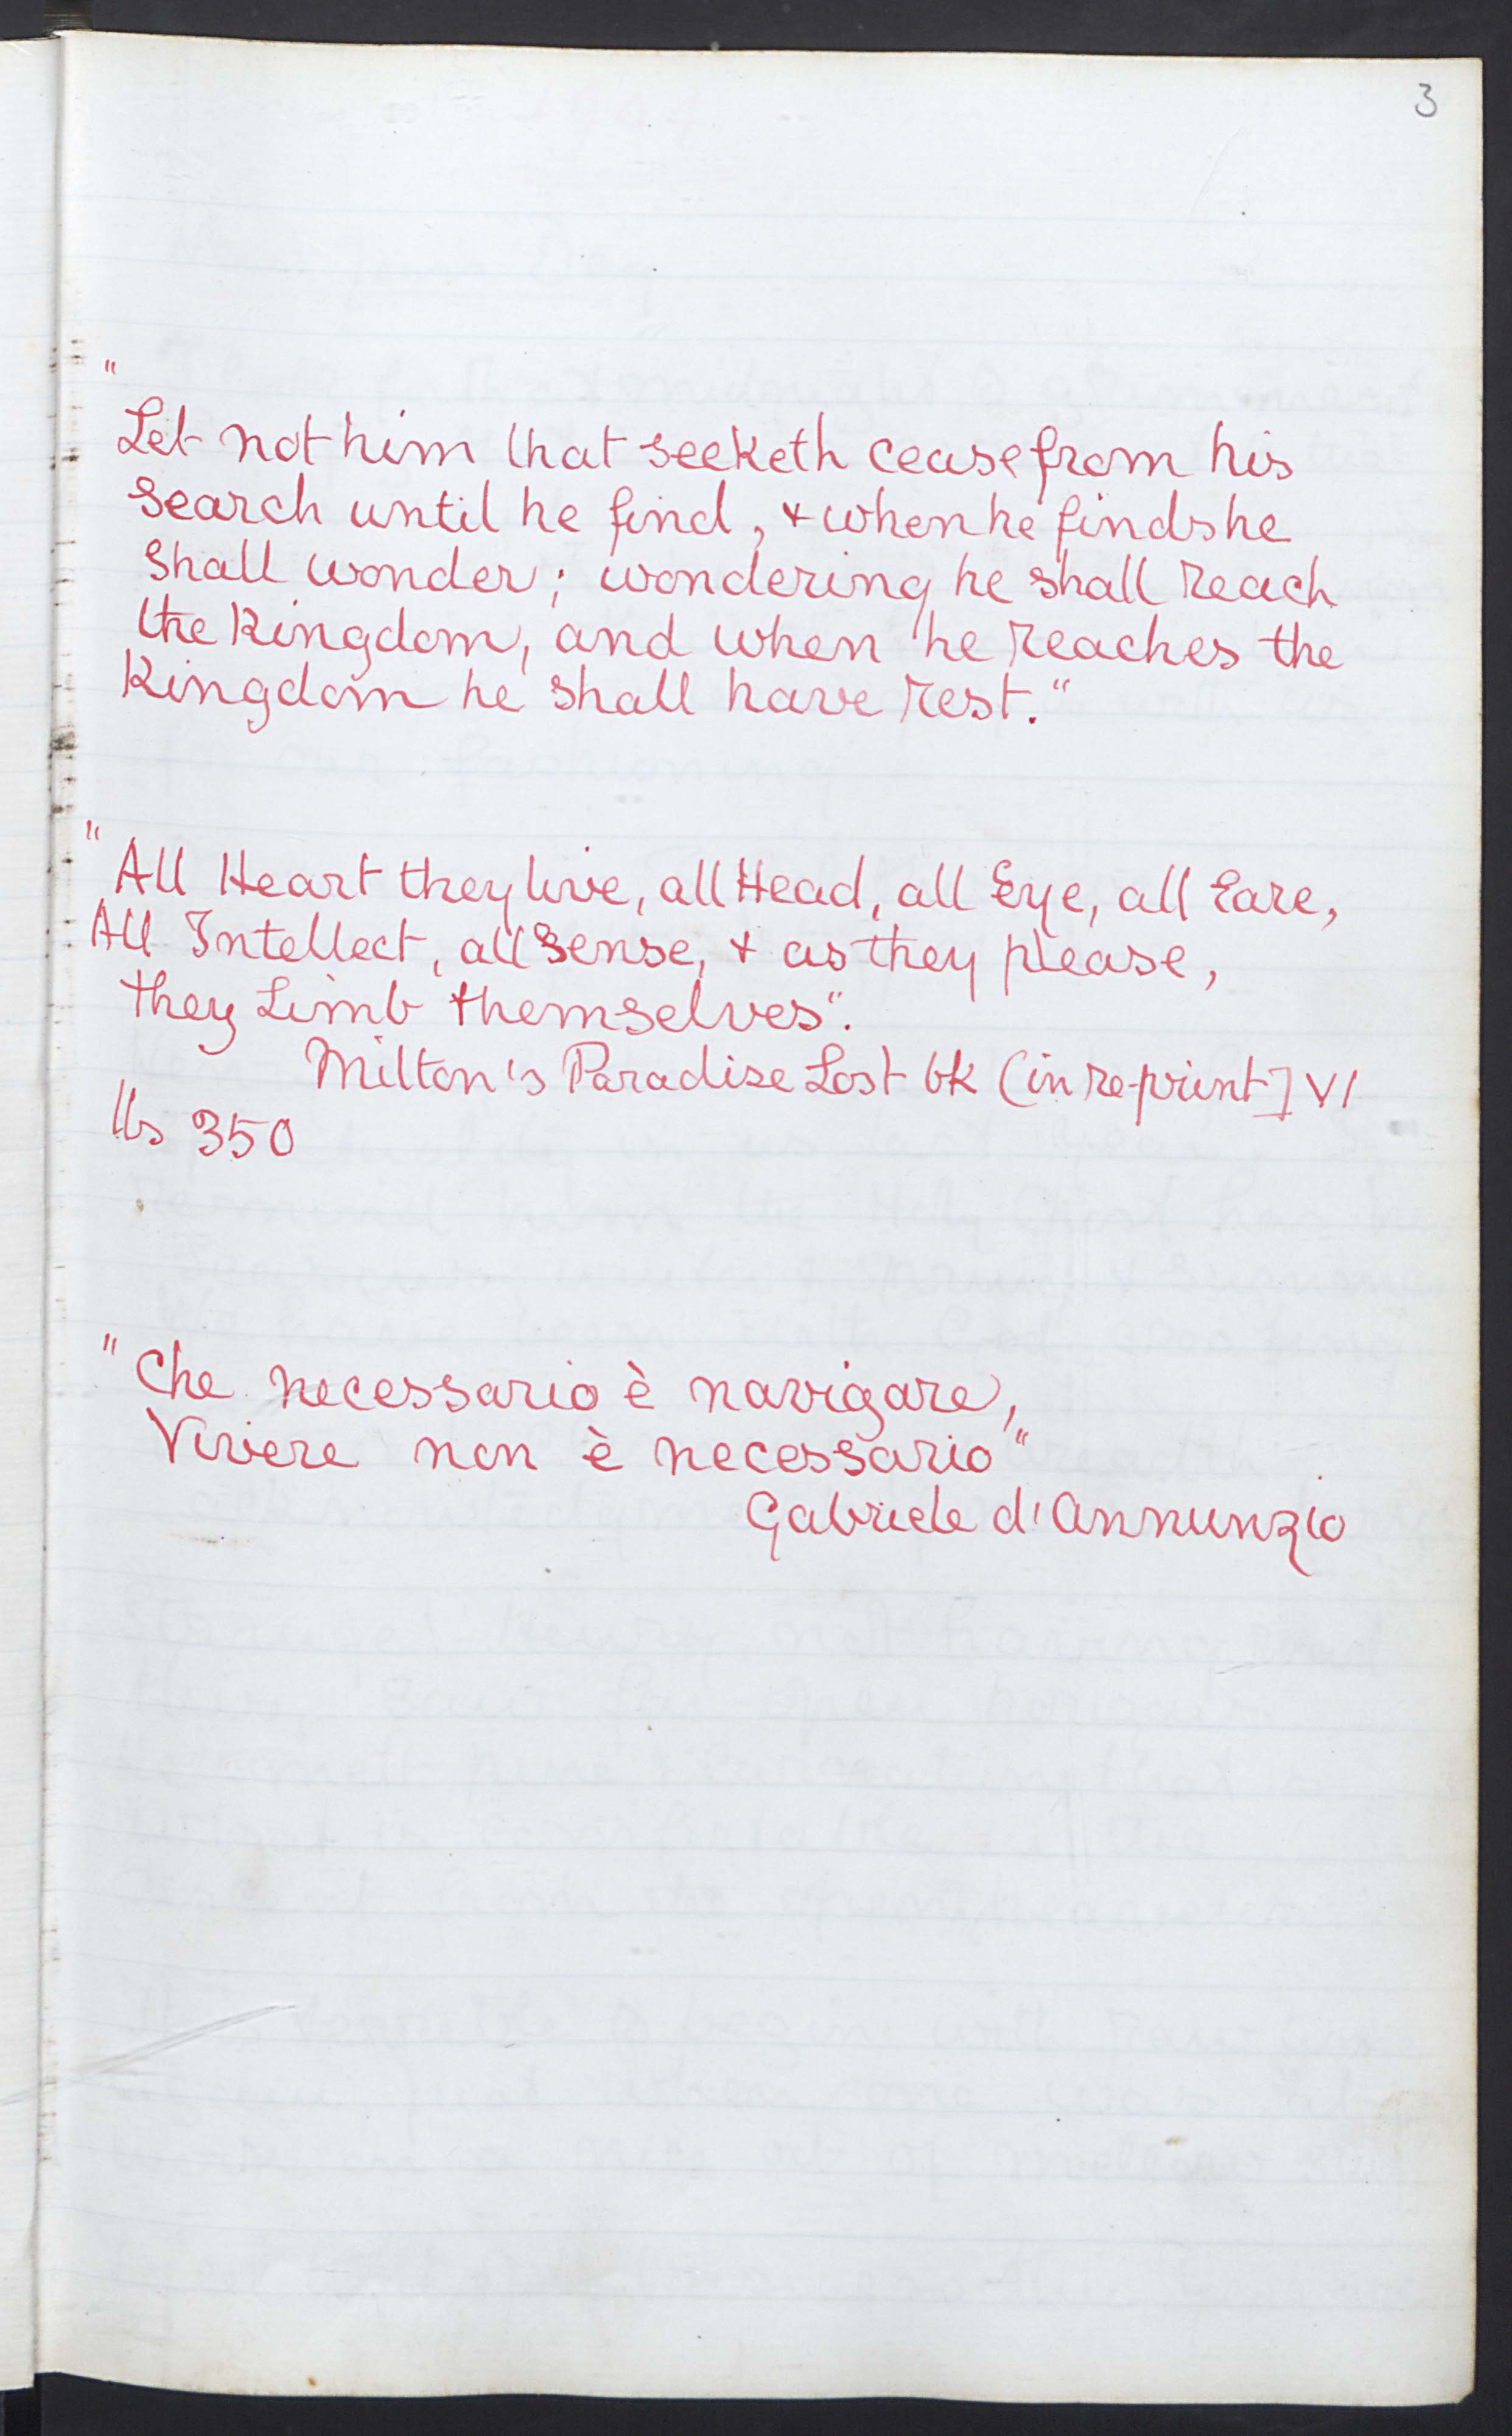 3
"
Let not him that seeketh cease from his
search until he find, & when he finds he
shall wonder; wondering he shall reach
the Kingdom, and when he reaches the
Kingdom he shall have rest."
"All Heart they live, all Head, all Eye, all Eare,
All Intellect, all Sense, & as they please,
they Limb themselves".
Milton's Paradise Lost bk (in re-print] VI
lls 350
"Che necessario è navigare,
Vivere non è necessario"
Gabriele d'Annunzio